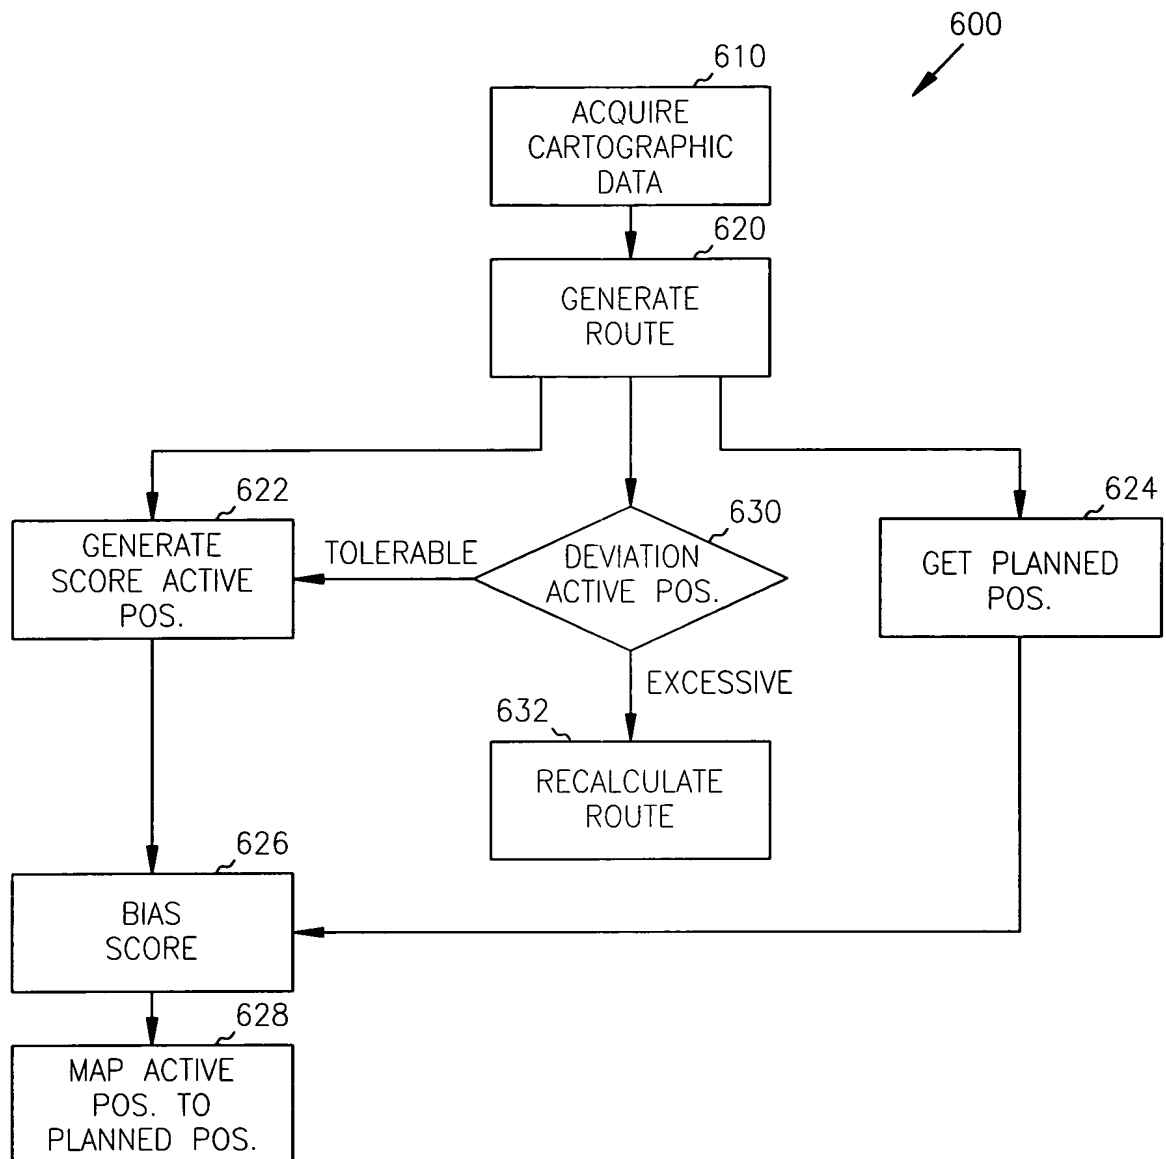 600
610
ACQUIRE
CARTOGRAPHIC
DATA
620
GENERATE
ROUTE
622
GENERATE
SCORE ACTIVE
POS.
TOLERABLE
630
DEVIATION
ACTIVE POS.
624
GET PLANNED
POS.
EXCESSIVE
632
RECALCULATE
ROUTE
626
BIAS
SCORE
628
MAP ACTIVE
POS. TO
PLANNED POS.